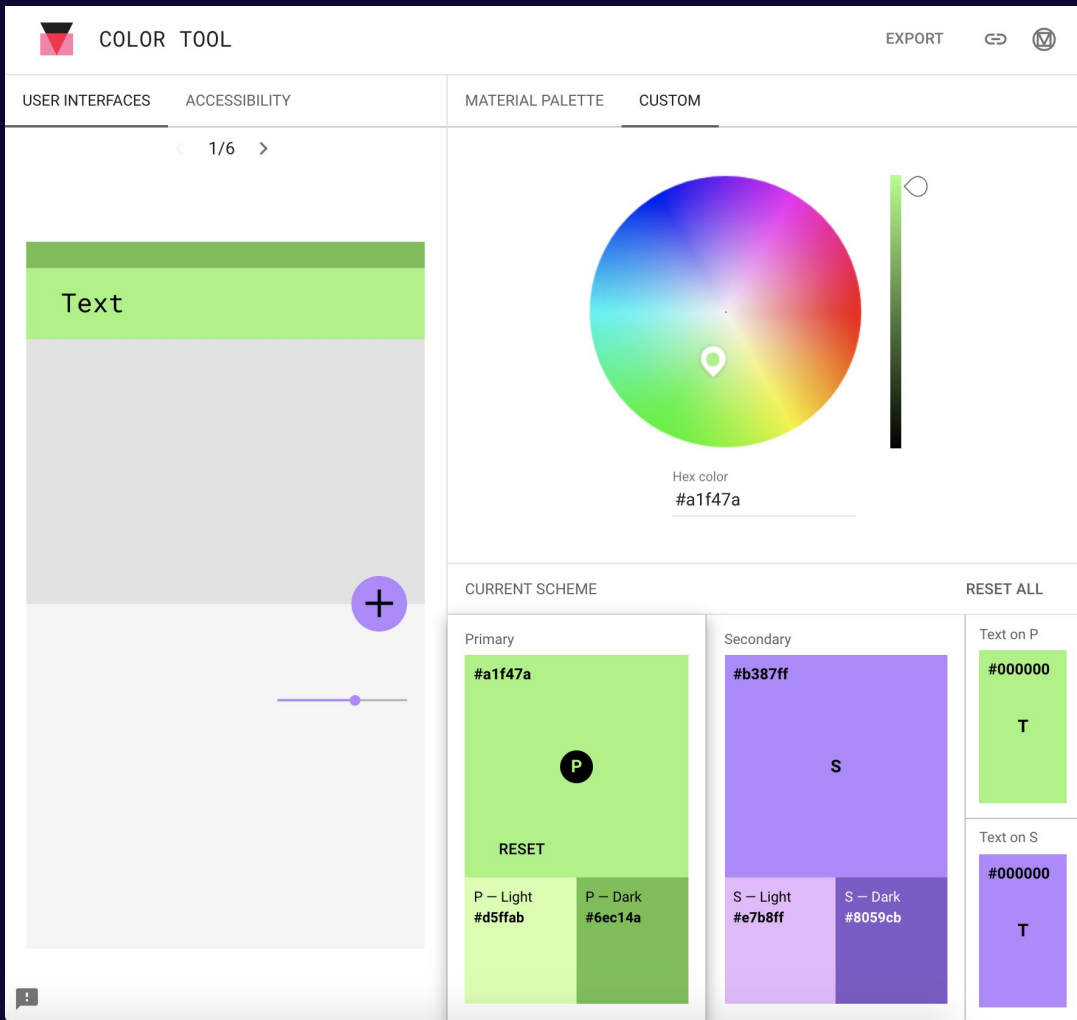 COLOR TOOL
EXPORT
USER INTERFACES
ACCESSIBILITY
MATERIAL PALETTE
CUSTOM
1/6
Text
Hex color
#a1f47a
CURRENT SCHEME
RESET ALL
Primary
#a1f47a
P
RESET
P — Light
#d5ffab
P — Dark
#6ec14a
Secondary
#b387ff
S
S — Light
#e7b8ff
S — Dark
#8059cb
Text on P
#000000
T
Text on S
#000000
T